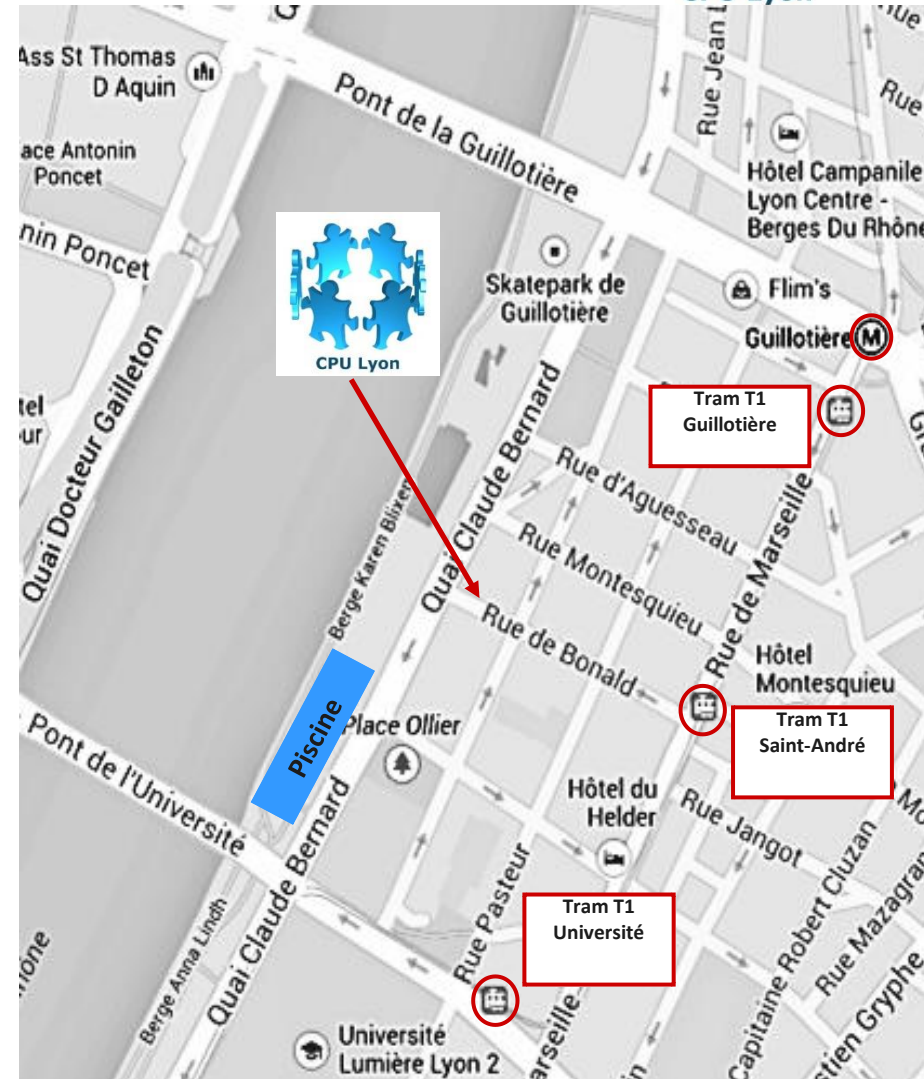 Ass St Thomas
D Aquin
Pont de la Guillotière
Rue Jean
Rue
ace Antonin
Poncet
nin Poncet
Hôtel Campanile
Lyon Centre -
Berges Du Rhône
Skatepark de
Guillotière
Flim's
CPU Lyon
Guillotière M
Tram T1
Guillotière
tel
ur
Quai Docteur Gailleton
Berge Karen Blixen
Quai Claude Bernard
Rue d'Aguesseau
Rue Montesquieu
Rue de Marseille
Rue de Bonald
Hôtel
Montesquieu
Tram T1
Saint-André
Piscine
Place Ollier
Pont de l'Université
Hôtel du
Helder
Rue Jangot
Quai Claude Bernard
Berge Anna Lindh
Rue Pasteur
Tram T1
Université
Capitaine Robert Cluzan
Rue Mazagran
stien Gryphe
hône
arseille
Université
Lumière Lyon 2